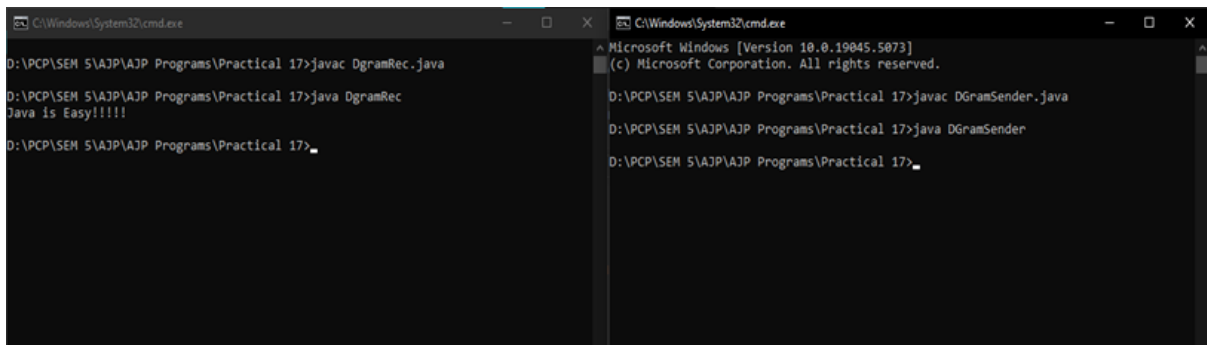 C:\Windows\System32\cmd.exe
D:\PCP\SEM 5\AJP\AJP Programs\Practical 17>javac DgramRec.java
D:\PCP\SEM 5\AJP\AJP Programs\Practical 17>java DgramRec
Java is Easy!!!!!
D:\PCP\SEM 5\AJP\AJP Programs\Practical 17>
C:\Windows\System32\cmd.exe
Microsoft Windows [Version 10.0.19045.5073]
(c) Microsoft Corporation. All rights reserved.
D:\PCP\SEM 5\AJP\AJP Programs\Practical 17>javac DGramSender.java
D:\PCP\SEM 5\AJP\AJP Programs\Practical 17>java DGramSender
D:\PCP\SEM 5\AJP\AJP Programs\Practical 17>